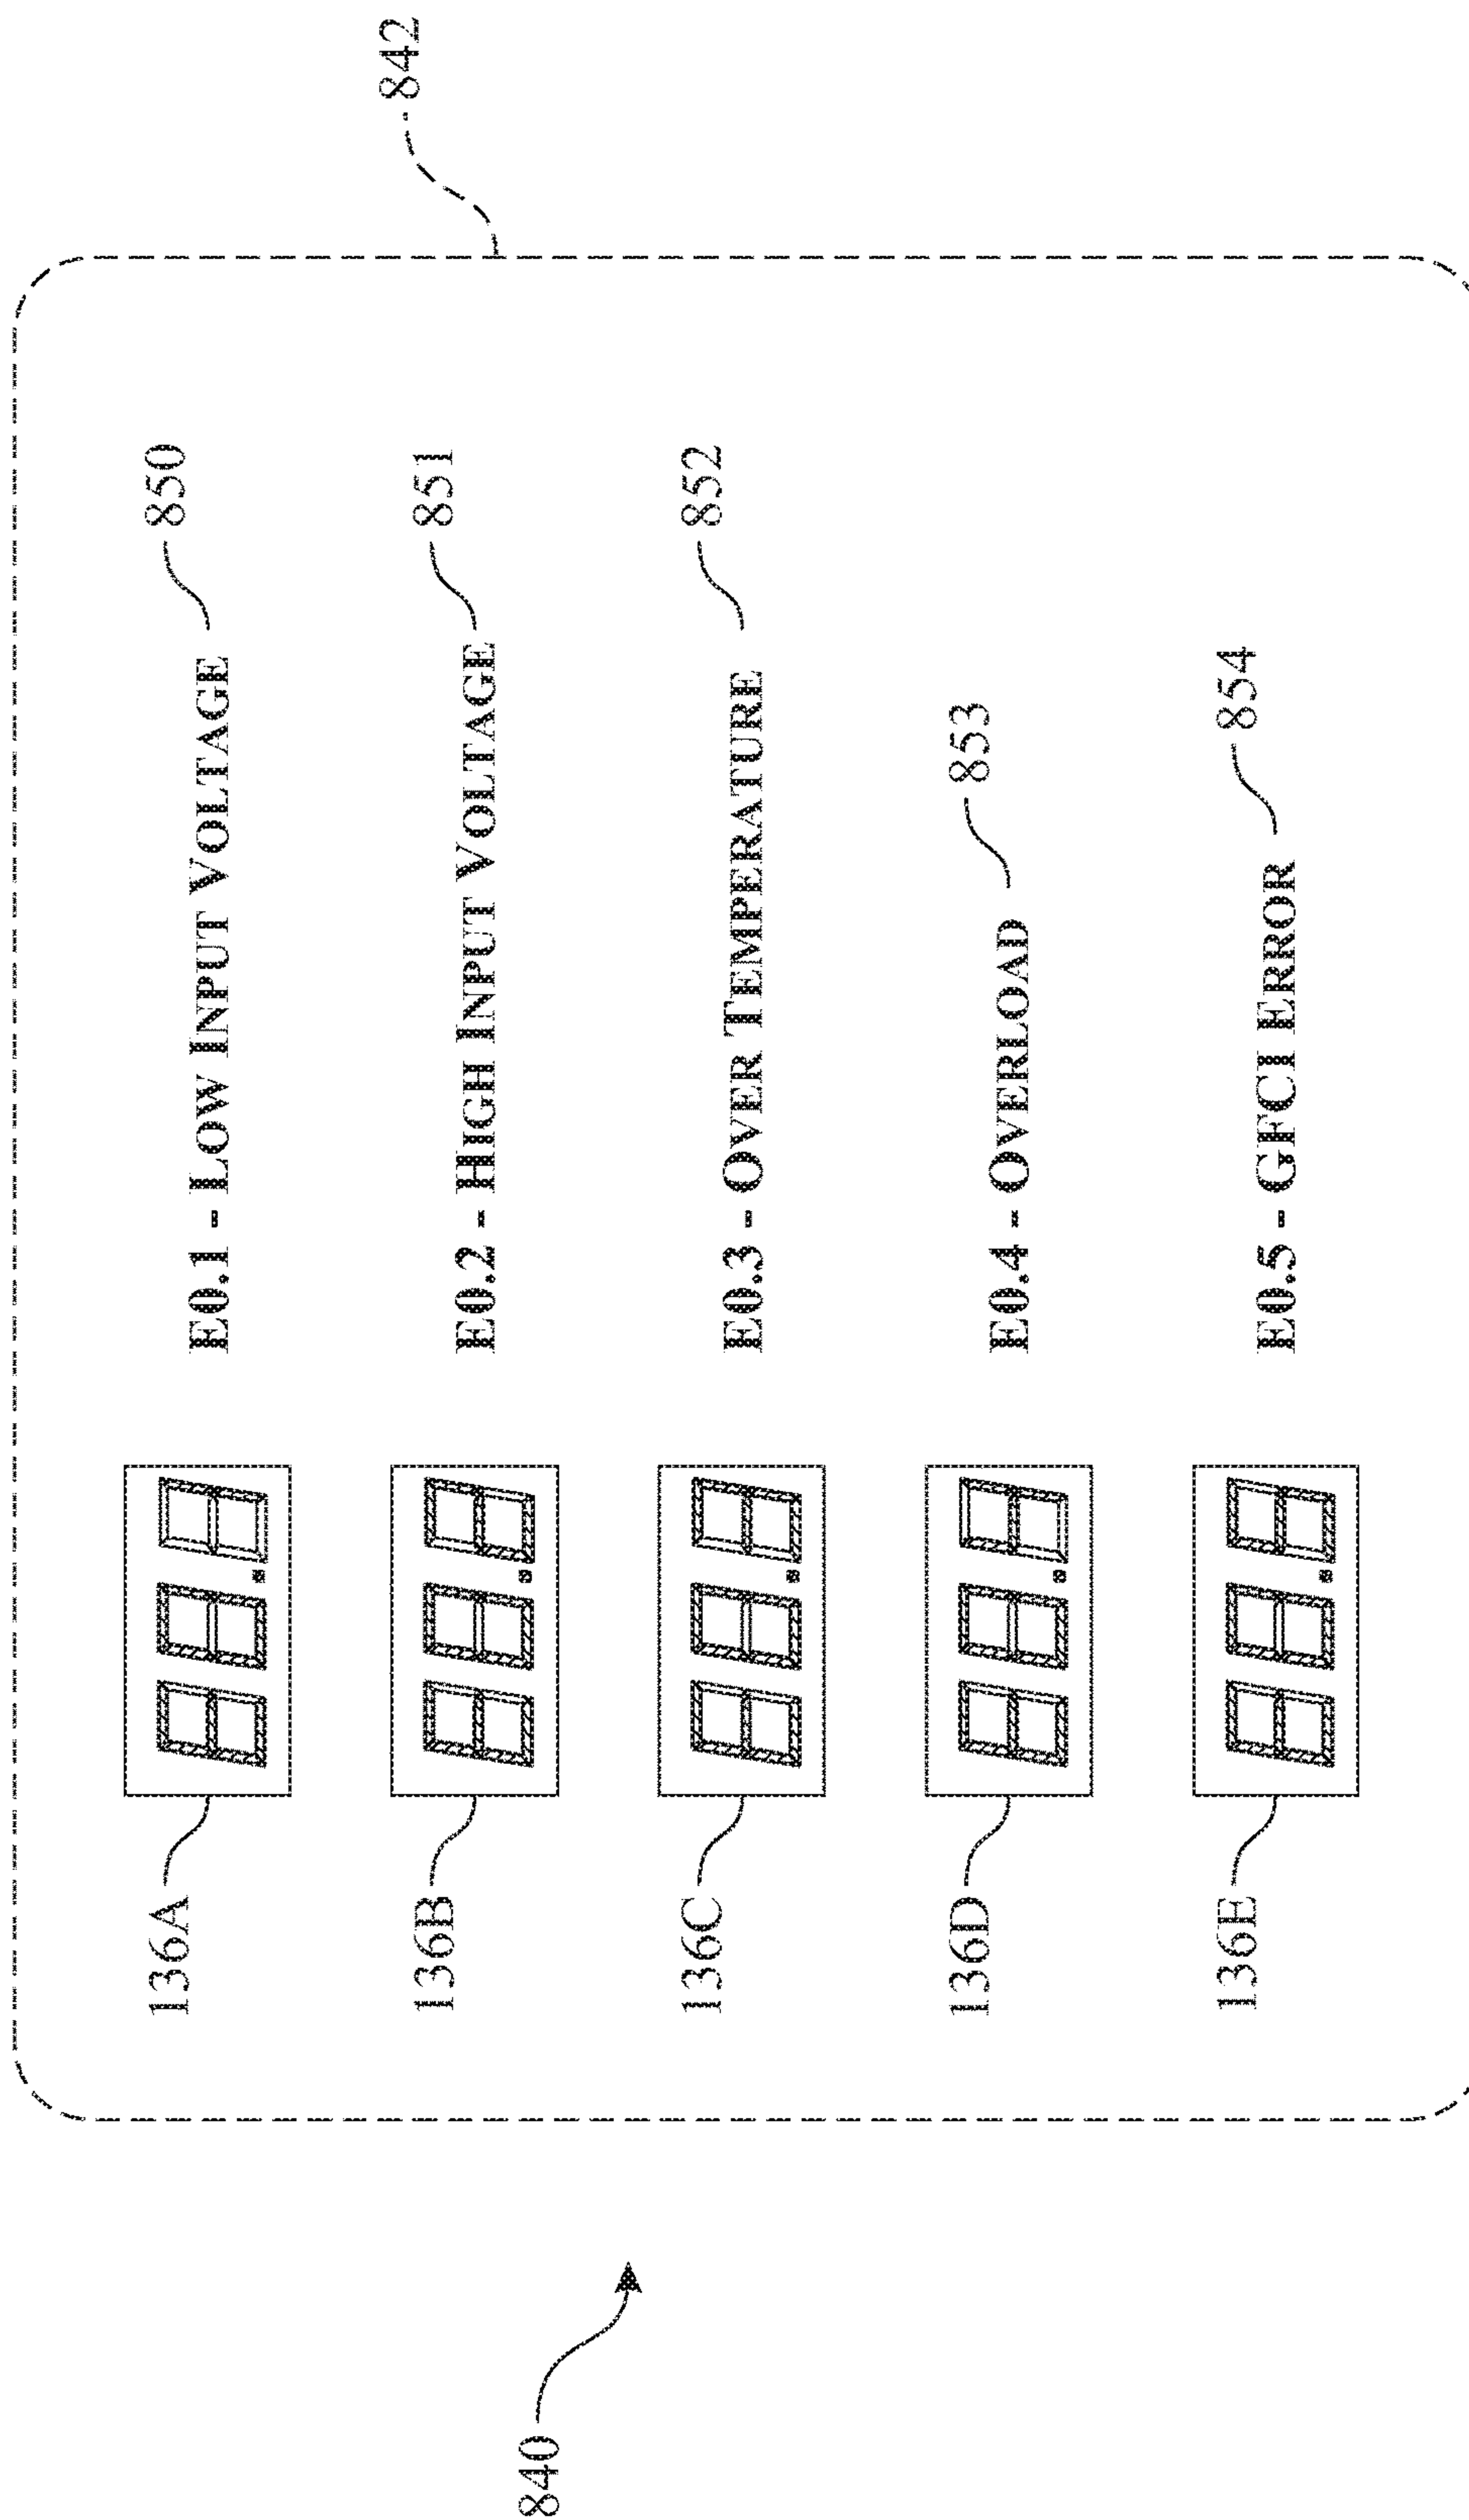 842
136A E0.1 - LOW INPUT VOLTAGE 850
136B E0.2 - HIGH INPUT VOLTAGE 851
136C E0.3 - OVER TEMPERATURE 852
840
136D E0.4 - OVERLOAD 853
136E E0.5 - GFCI ERROR 854